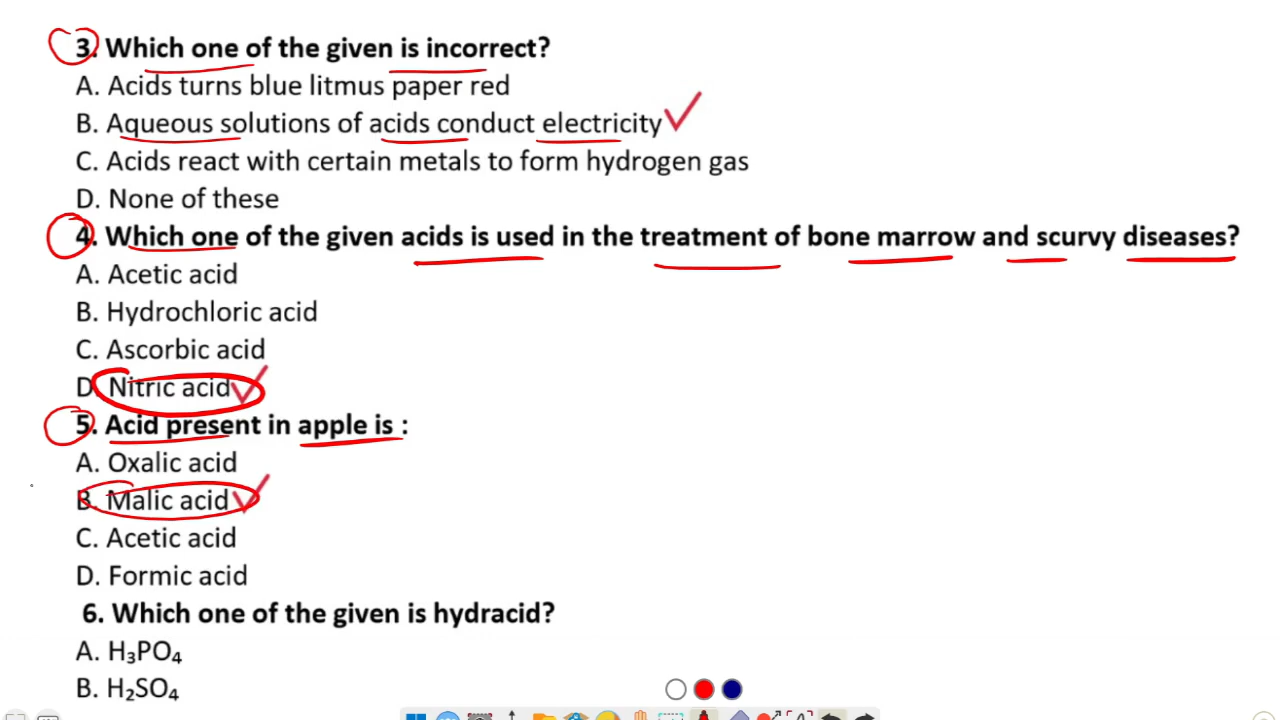 3. Which one of the given is incorrect?
A. Acids turns blue litmus paper red
B. Aqueous solutions of acids conduct electricity
C. Acids react with certain metals to form hydrogen gas
D. None of these
4. Which one of the given acids is used in the treatment of bone marrow and scurvy diseases?
A. Acetic acid
B. Hydrochloric acid
C. Ascorbic acid
D. Nitric acid
5. Acid present in apple is :
A. Oxalic acid
B. Malic acid
C. Acetic acid
D. Formic acid
6. Which one of the given is hydracid?
A. H₃PO₄
B. H₂SO₄